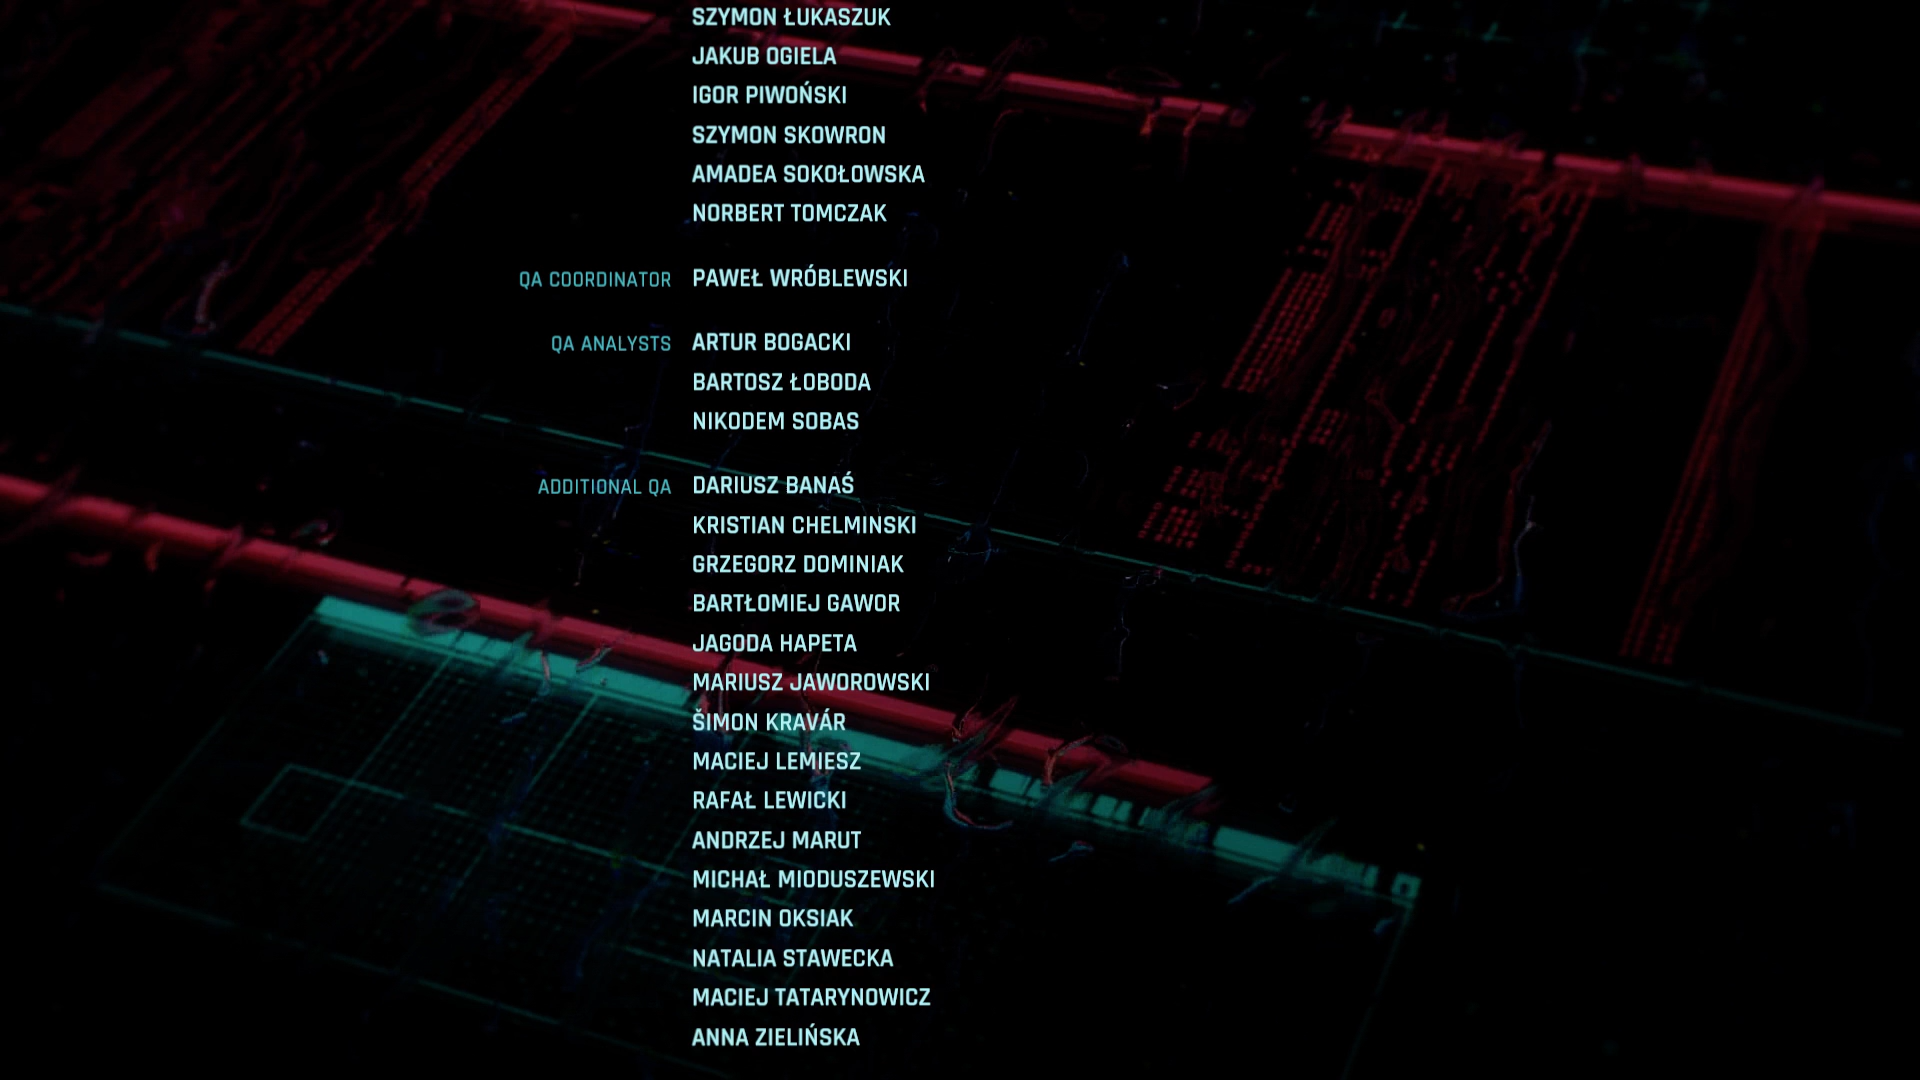 SZYMON ŁUKASZUK
JAKUB OGIELA
IGOR PIWOŃSKI
SZYMON SKOWRON
AMADEA SOKOŁOWSKA
NORBERT TOMCZAK
QA COORDINATOR PAWEŁ WRÓBLEWSKI
QA ANALYSTS ARTUR BOGACKI
BARTOSZ ŁOBODA
NIKODEM SOBAS
ADDITIONAL QA DARIUSZ BANAŚ
KRISTIAN CHELMINSKI
GRZEGORZ DOMINIAK
BARTŁOMIEJ GAWOR
JAGODA HAPETA
MARIUSZ JAWOROWSKI
ŠIMON KRAVÁR
MACIEJ LEMIESZ
RAFAŁ LEWICKI
ANDRZEJ MARUT
MICHAŁ MIODUSZEWSKI
MARCIN OKSIAK
NATALIA STAWECKA
MACIEJ TATARYNOWICZ
ANNA ZIELIŃSKA